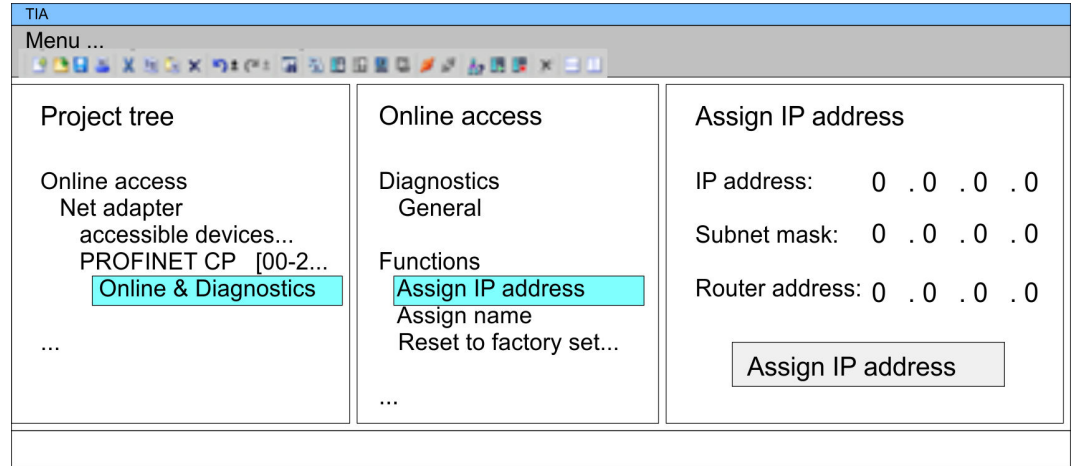 TIA
Menu ...
Project tree
Online access
Net adapter
accessible devices...
PROFINET CP [00-2...
Online & Diagnostics
...
Online access
Diagnostics
General
Functions
Assign IP address
Assign name
Reset to factory set...
...
Assign IP address
IP address: 0 . 0 . 0 . 0
Subnet mask: 0 . 0 . 0 . 0
Router address: 0 . 0 . 0 . 0
Assign IP address